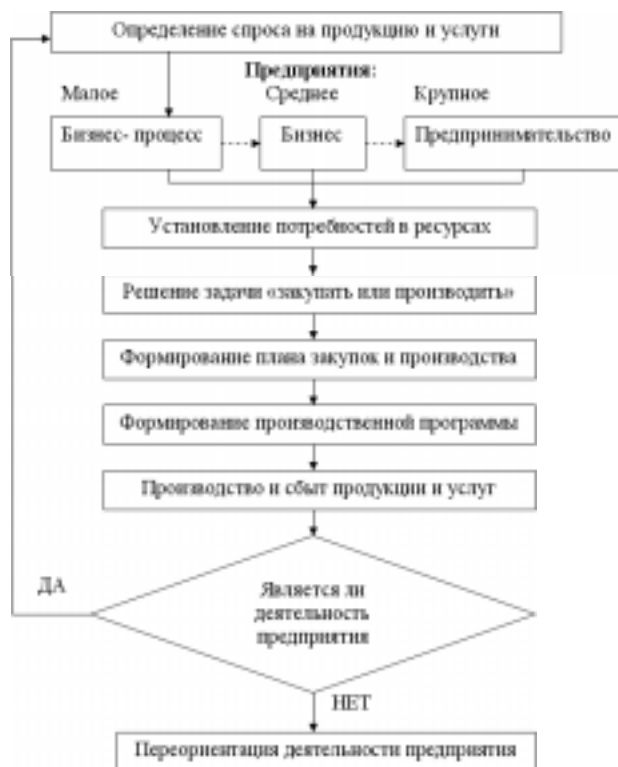 Определение спроса на продукцию и услуги
Предприятия:
Малое Среднее Крупное
Бизнес- процесс Бизнес Предпринимательство
Установление потребностей в ресурсах
Решение задачи «закупать или производить»
Формирование плана закупок и производства
Формирование производственной программы
Производство и сбыт продукции и услуг
ДА
Является ли
деятельность
предприятия
НЕТ
Переориентация деятельности предприятия